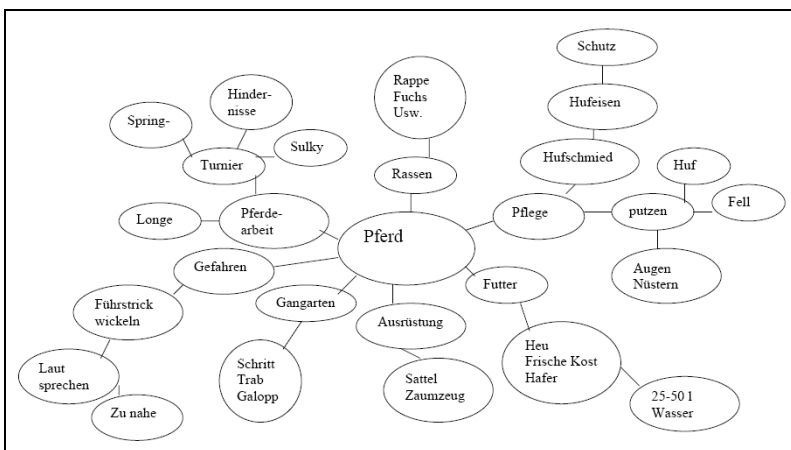 Schutz
Rappe
Fuchs
Usw.
Hinder-
nisse
Hufeisen
Spring-
Sulky
Turnier
Hufschmied
Huf
Rassen
Fell
Longe
Pferde-
arbeit
Pflege
putzen
Pferd
Gefahren
Augen
Nüstern
Futter
Führstrick
wickeln
Gangarten
Ausrüstung
Heu
Frische Kost
Hafer
Laut
sprechen
Schritt
Trab
Galopp
Sattel
Zaumzeug
25-50 l
Wasser
Zu nahe